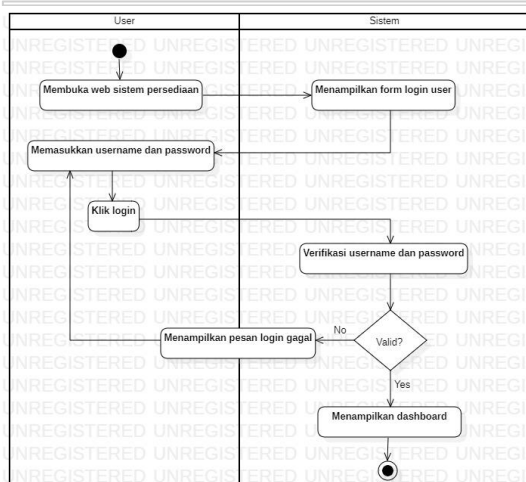 User
Sistem
Membuka web sistem persediaan
Menampilkan form login user
Memasukkan username dan password
Klik login
Verifikasi username dan password
Menampilkan pesan login gagal
No
Valid?
Yes
Menampilkan dashboard
UNREGISTERED